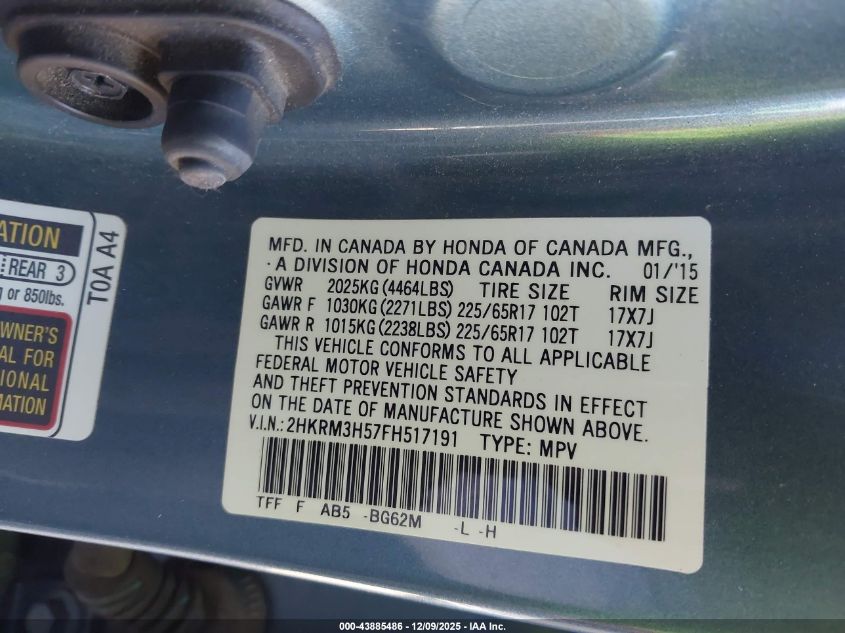 ATION
REAR 3
g or 850lbs.
OWNER'S
AL FOR
IONAL
MATION
T0A A4
MFD. IN CANADA BY HONDA OF CANADA MFG.,
A DIVISION OF HONDA CANADA INC. 01/'15
GVWR 2025KG(4464LBS) TIRE SIZE RIM SIZE
GAWR F 1030KG(2271LBS) 225/65R17 102T 17X7J
GAWR R 1015KG(2238LBS) 225/65R17 102T 17X7J
THIS VEHICLE CONFORMS TO ALL APPLICABLE
FEDERAL MOTOR VEHICLE SAFETY
AND THEFT PREVENTION STANDARDS IN EFFECT
ON THE DATE OF MANUFACTURE SHOWN ABOVE.
V.I.N.: 2HKRM3H57FH517191 TYPE: MPV
TFF F AB5 -BG62M -L -H
000-43885486 - 12/09/2025 - IAA Inc.